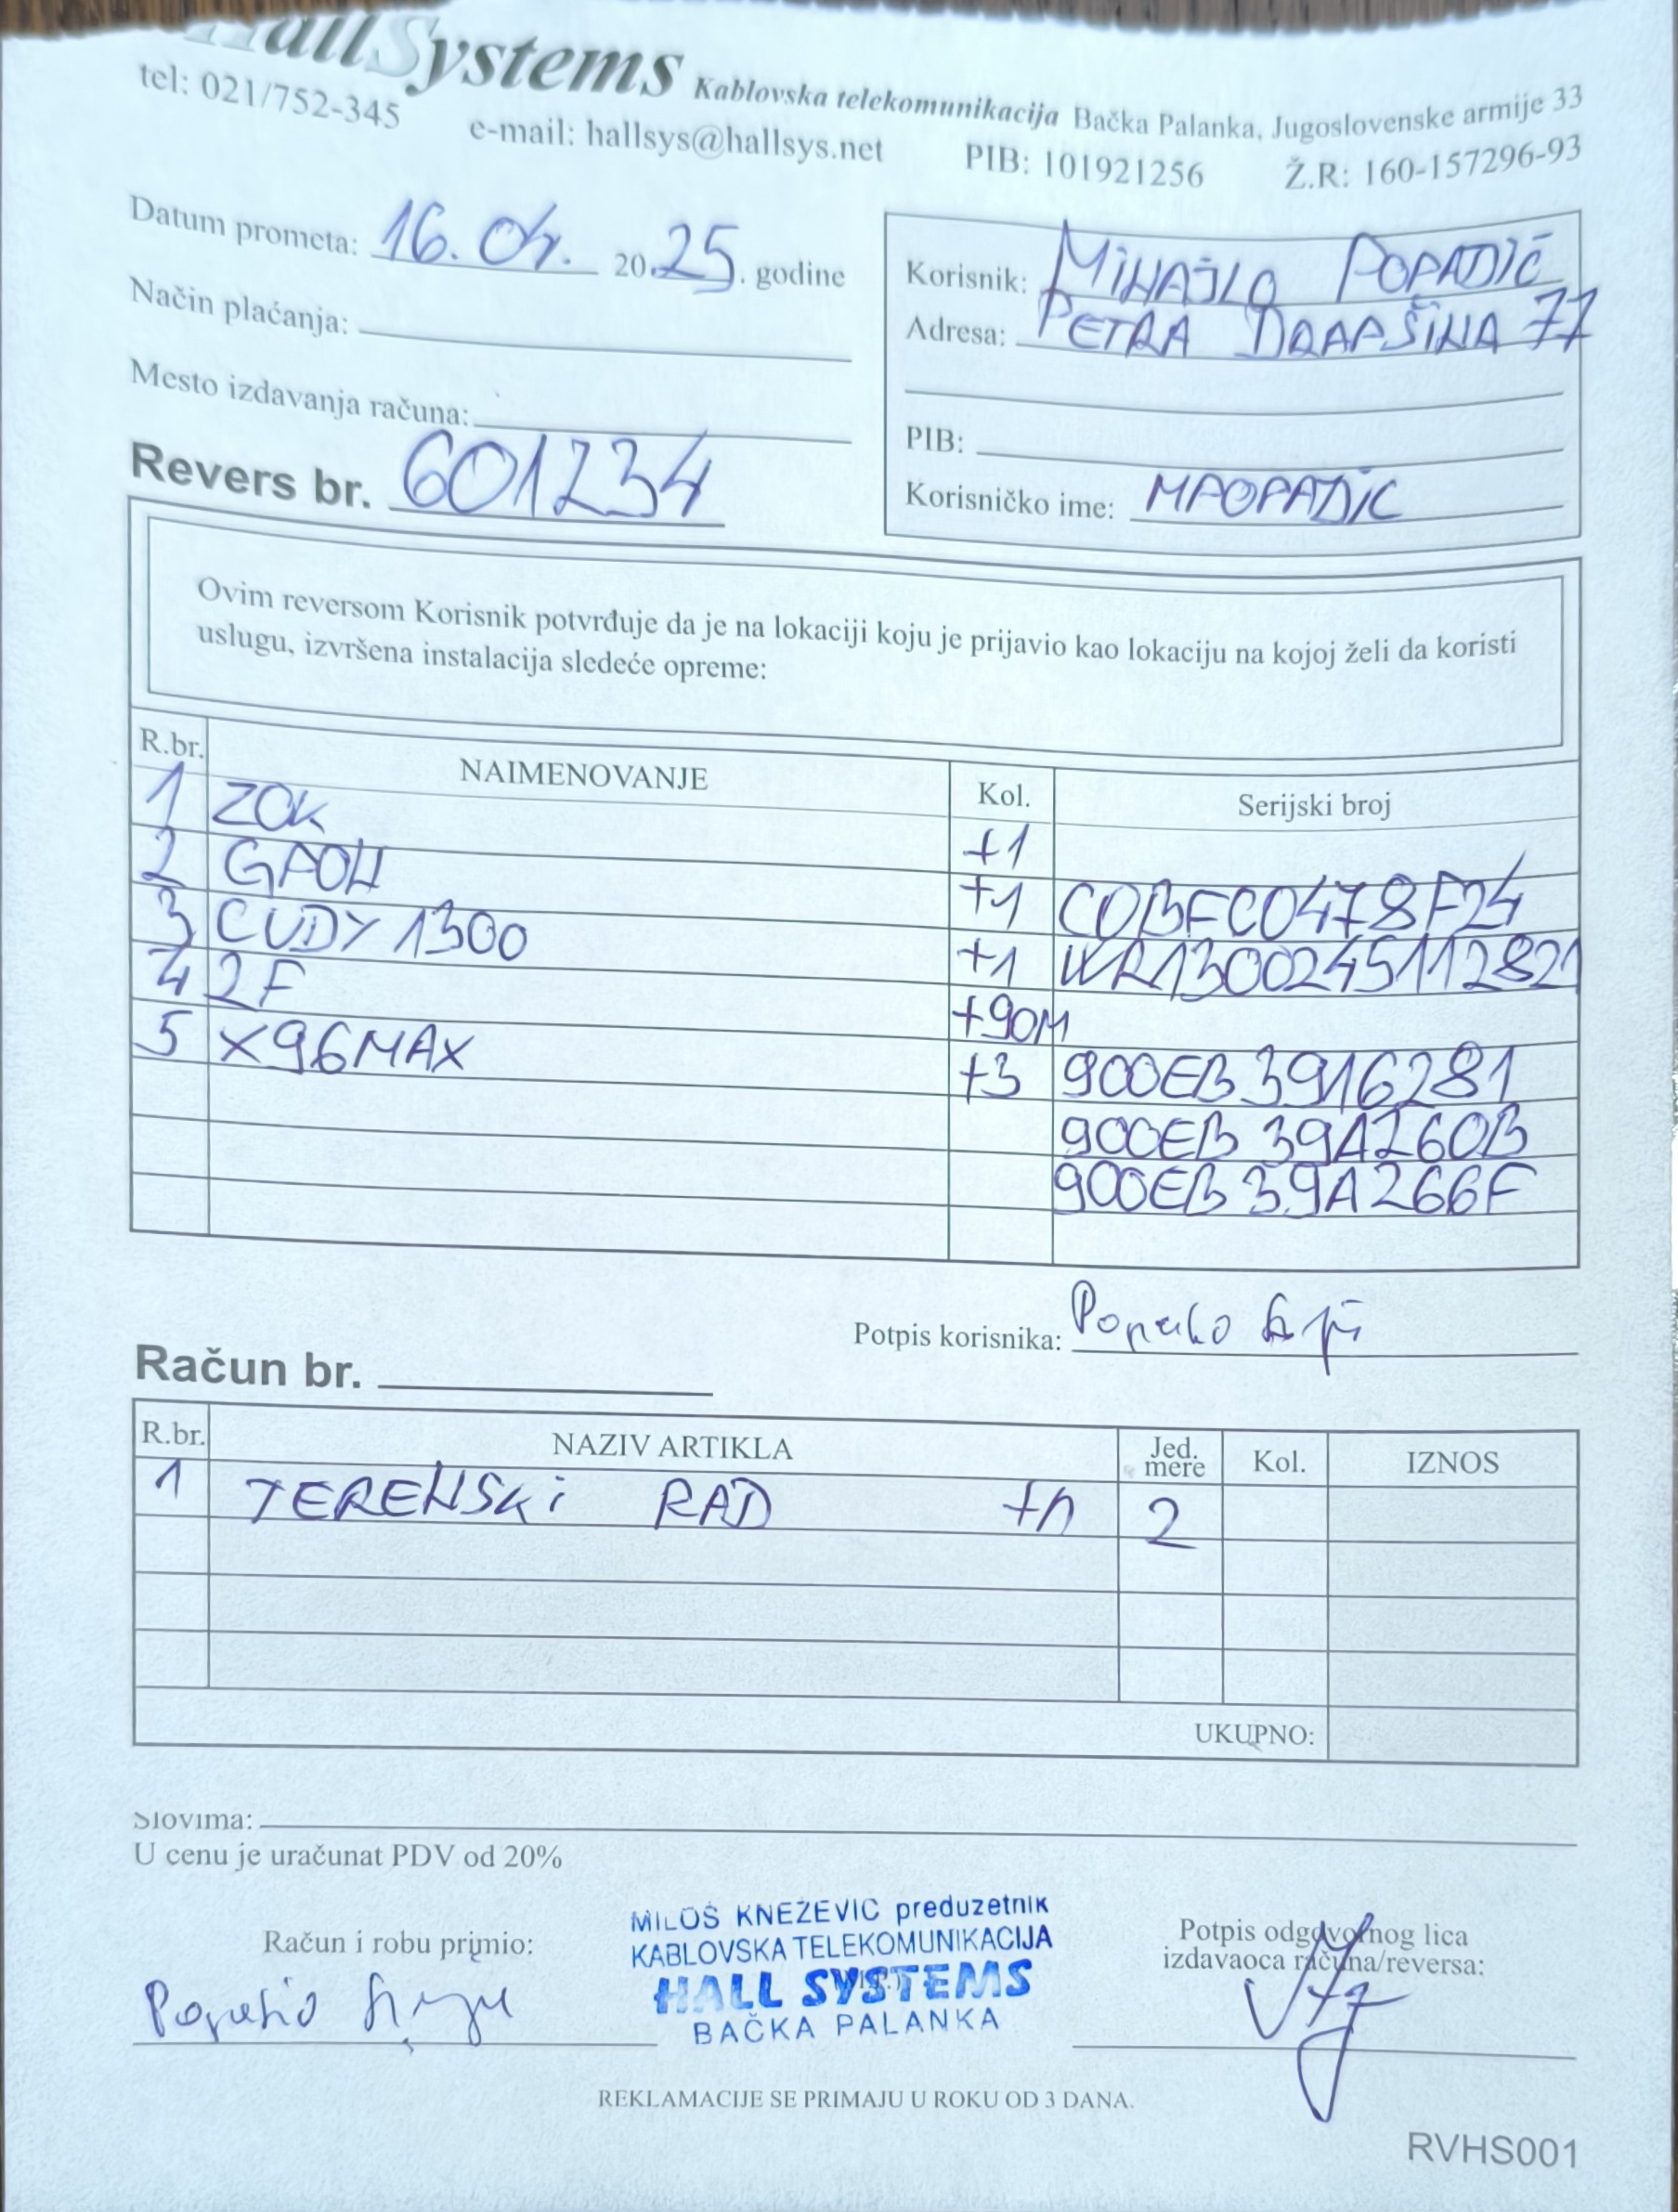 HallSystems Kablovska telekomunikacija Bačka Palanka, Jugoslovenske armije 33
tel: 021/752-345 e-mail: hallsys@hallsys.net PIB: 101921256 Ž.R: 160-157296-93
Datum prometa: 16. 04. 2025. godine
Način plaćanja:
Mesto izdavanja računa:
Revers br. 601234
Korisnik: MIHAJLO POPADIĆ
Adresa: PETRA DRAPŠINA 77
PIB:
Korisničko ime: MPOPADIC
Ovim reversom Korisnik potvrđuje da je na lokaciji koju je prijavio kao lokaciju na kojoj želi da koristi
uslugu, izvršena instalacija sledeće opreme:
R.br. NAIMENOVANJE Kol. Serijski broj
1 ZOK +1
2 GPON +1 C0BFC0478F24
3 CUDY 1300 +1 WR1300245112821
4 2F +90M
5 X96MAX +3 900EB3916281
900EB39A260B
900EB39A266F
Potpis korisnika:
Račun br.
R.br. NAZIV ARTIKLA Jed. mere Kol. IZNOS
1 TERENSKI RAD +h 2
UKUPNO:
Slovima:
U cenu je uračunat PDV od 20%
Račun i robu primio:
MILOŠ KNEŽEVIĆ preduzetnik
KABLOVSKA TELEKOMUNIKACIJA
HALL SYSTEMS
BAČKA PALANKA
Potpis odgovornog lica
izdavaoca računa/reversa:
REKLAMACIJE SE PRIMAJU U ROKU OD 3 DANA.
RVHS001